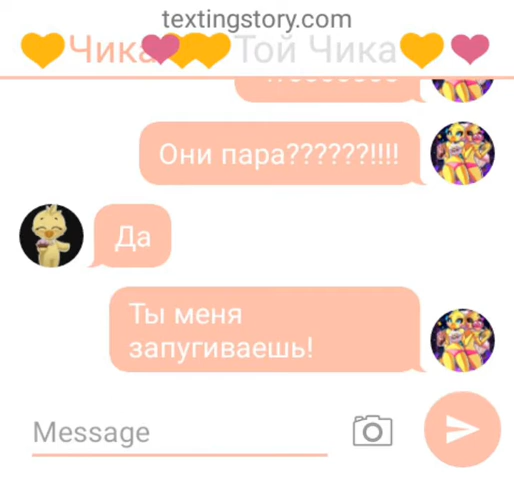 textingstory.com
Чика Той Чика
Они пара??????!!!!
Да
Ты меня
запугиваешь!
Message